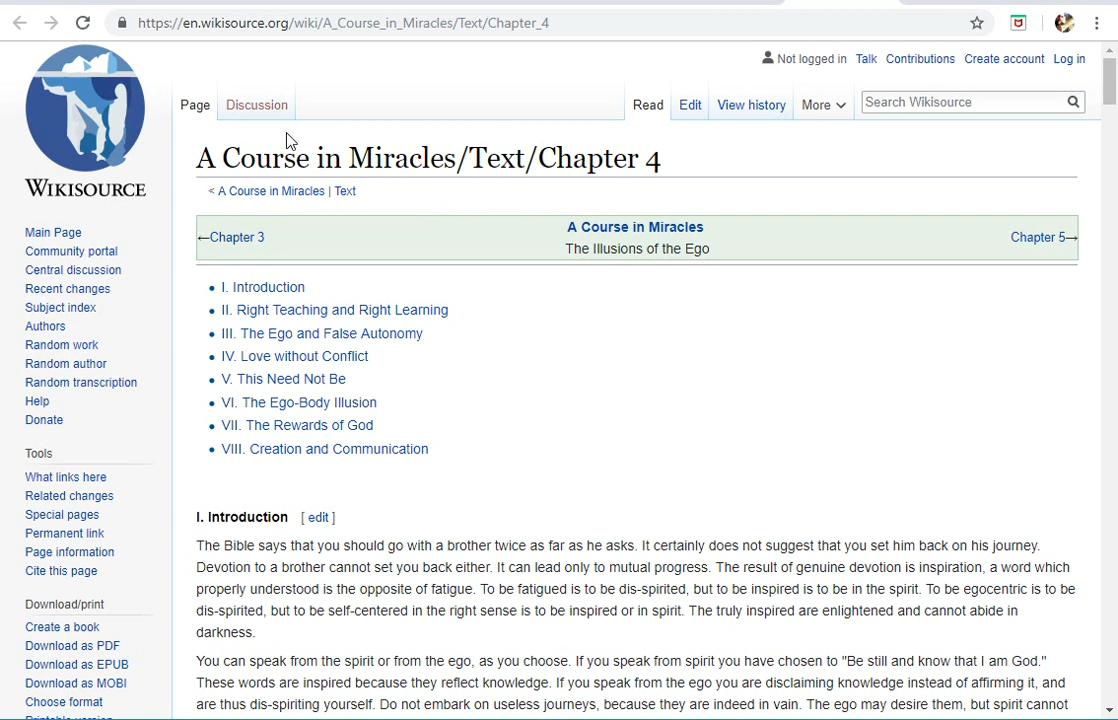 https://en.wikisource.org/wiki/A_Course_in_Miracles/Text/Chapter_4
Not logged in Talk Contributions Create account Log in
Page Discussion Read Edit View history More Search Wikisource
WIKISOURCE
A Course in Miracles/Text/Chapter 4
< A Course in Miracles | Text
←Chapter 3 A Course in Miracles Chapter 5→
The Illusions of the Ego
Main Page
Community portal
Central discussion
Recent changes
Subject index
Authors
Random work
Random author
Random transcription
Help
Donate
Tools
What links here
Related changes
Special pages
Permanent link
Page information
Cite this page
Download/print
Create a book
Download as PDF
Download as EPUB
Download as MOBI
Choose format
Printable version
• I. Introduction
• II. Right Teaching and Right Learning
• III. The Ego and False Autonomy
• IV. Love without Conflict
• V. This Need Not Be
• VI. The Ego-Body Illusion
• VII. The Rewards of God
• VIII. Creation and Communication
I. Introduction [ edit ]
The Bible says that you should go with a brother twice as far as he asks. It certainly does not suggest that you set him back on his journey.
Devotion to a brother cannot set you back either. It can lead only to mutual progress. The result of genuine devotion is inspiration, a word which
properly understood is the opposite of fatigue. To be fatigued is to be dis-spirited, but to be inspired is to be in the spirit. To be egocentric is to be
dis-spirited, but to be self-centered in the right sense is to be inspired or in spirit. The truly inspired are enlightened and cannot abide in
darkness.
You can speak from the spirit or from the ego, as you choose. If you speak from spirit you have chosen to "Be still and know that I am God."
These words are inspired because they reflect knowledge. If you speak from the ego you are disclaiming knowledge instead of affirming it, and
are thus dis-spiriting yourself. Do not embark on useless journeys, because they are indeed in vain. The ego may desire them, but spirit cannot